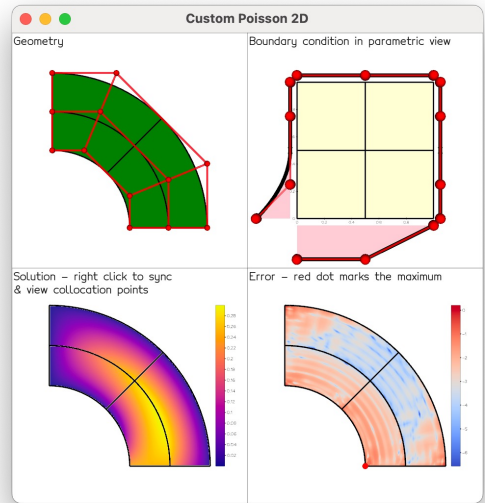 Custom Poisson 2D
Geometry
Boundary condition in parametric view
Solution – right click to sync
& view collocation points
Error – red dot marks the maximum